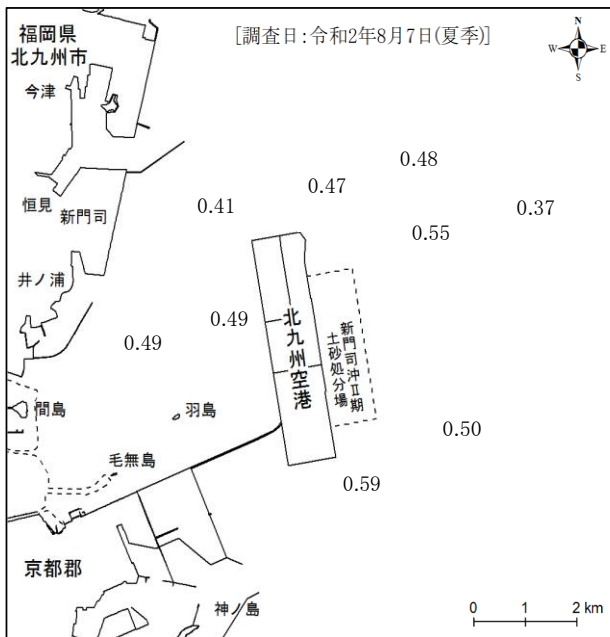 福岡県
北九州市
[調査日:令和2年8月7日(夏季)]
N
W
E
S
今津
恒見
新門司
井ノ浦
間島
羽島
毛無島
京都郡
神ノ島
北九州空港
新門司沖Ⅱ期
土砂処分場
0.48
0.47
0.41
0.37
0.55
0.49
0.49
0.50
0.59
0 1 2 km